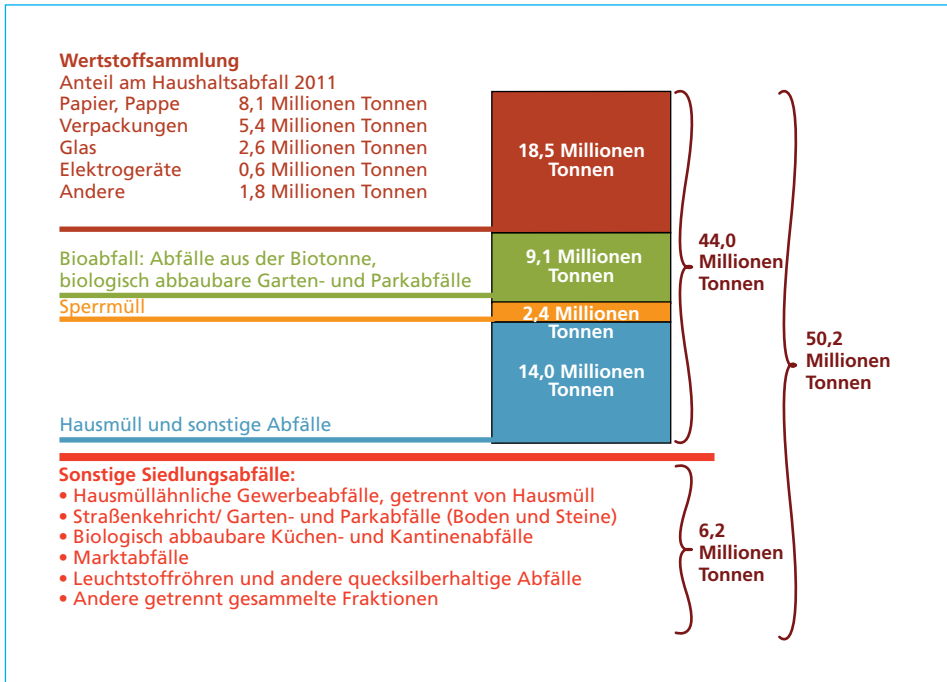 Wertstoffsammlung
Anteil am Haushaltsabfall 2011
Papier, Pappe 8,1 Millionen Tonnen
Verpackungen 5,4 Millionen Tonnen
Glas 2,6 Millionen Tonnen
Elektrogeräte 0,6 Millionen Tonnen
Andere 1,8 Millionen Tonnen
18,5 Millionen
Tonnen
Bioabfall: Abfälle aus der Biotonne,
biologisch abbaubare Garten- und Parkabfälle
9,1 Millionen
Tonnen
Sperrmüll
2,4 Millionen
Tonnen
14,0 Millionen
Tonnen
Hausmüll und sonstige Abfälle
44,0
Millionen
Tonnen
50,2
Millionen
Tonnen
Sonstige Siedlungsabfälle:
• Hausmüllähnliche Gewerbeabfälle, getrennt von Hausmüll
• Straßenkehricht/ Garten- und Parkabfälle (Boden und Steine)
• Biologisch abbaubare Küchen- und Kantinenabfälle
• Marktabfälle
• Leuchtstoffröhren und andere quecksilberhaltige Abfälle
• Andere getrennt gesammelte Fraktionen
6,2
Millionen
Tonnen